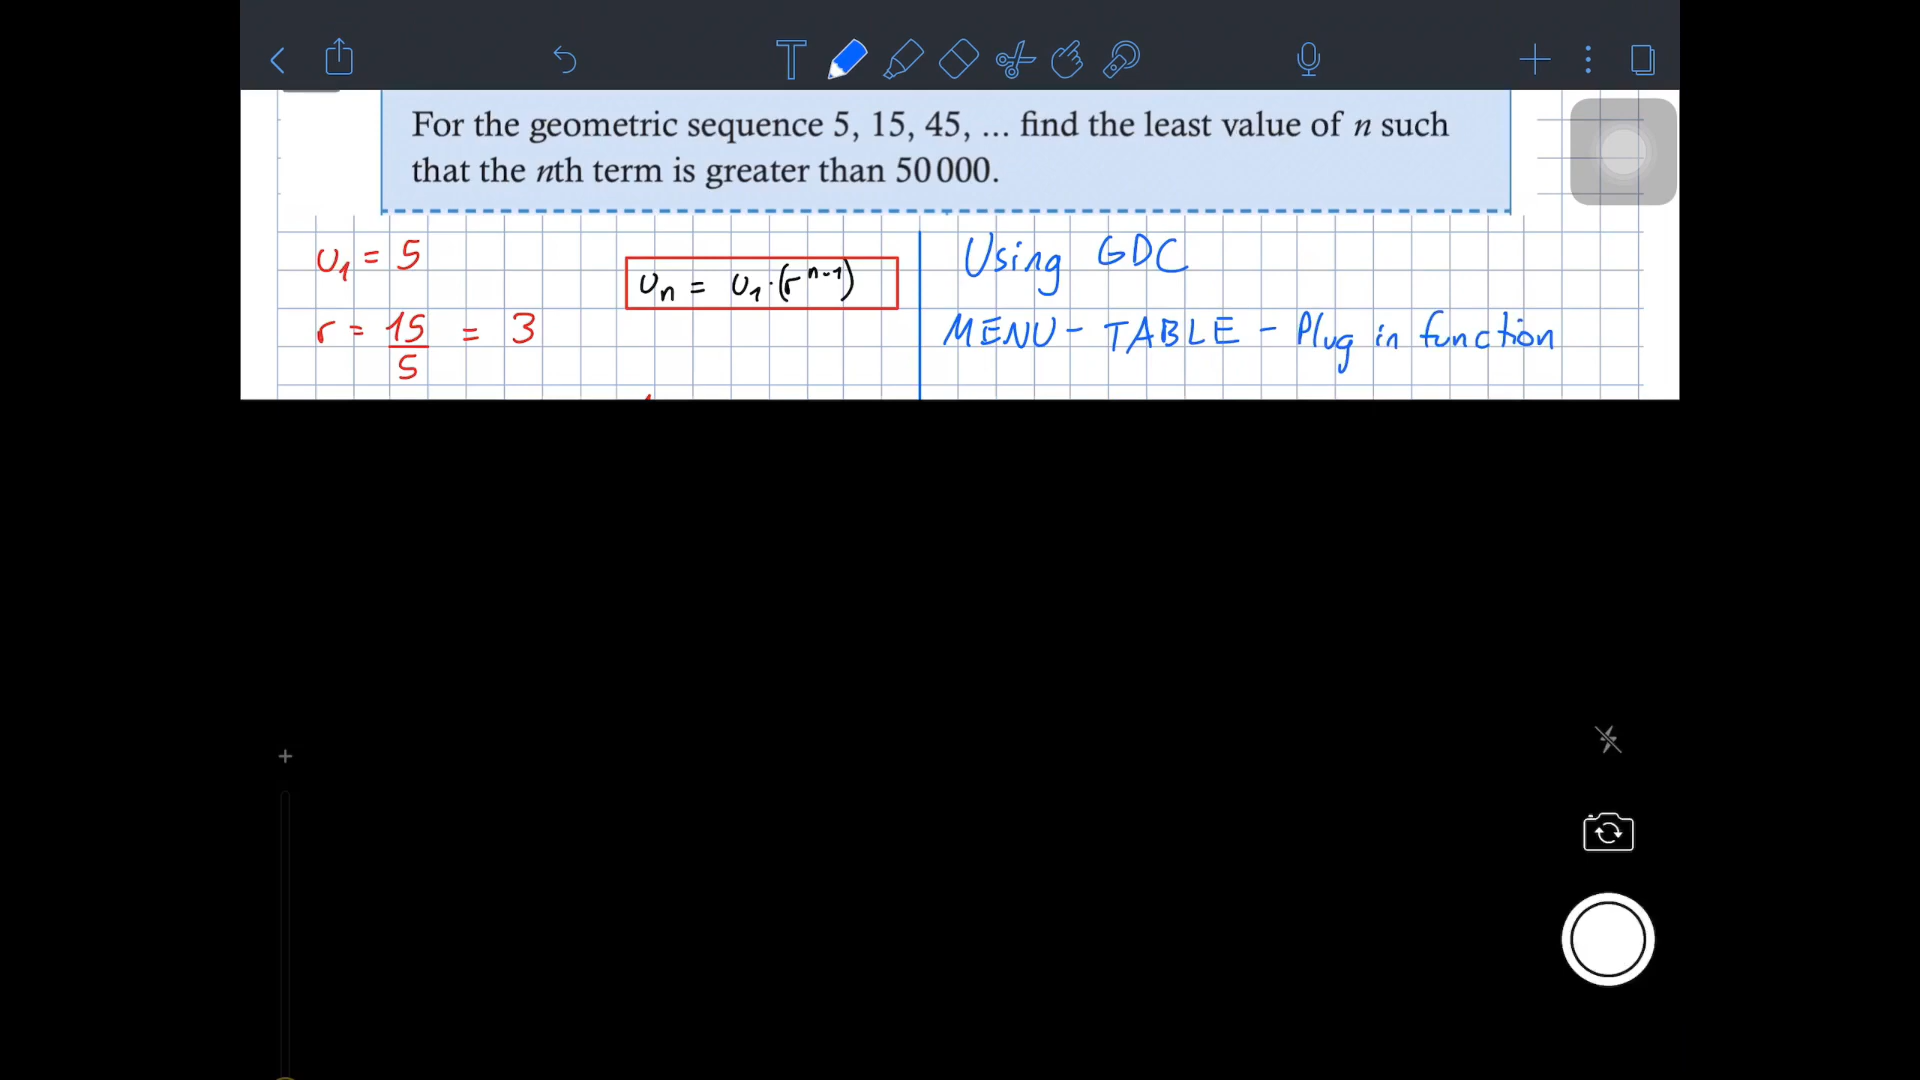 For the geometric sequence 5, 15, 45, ... find the least value of n such
that the nth term is greater than 50 000.
u₁ = 5
r = 15/5 = 3
uₙ = u₁·(rⁿ⁻¹)
Using GDC
MENU - TABLE - Plug in function